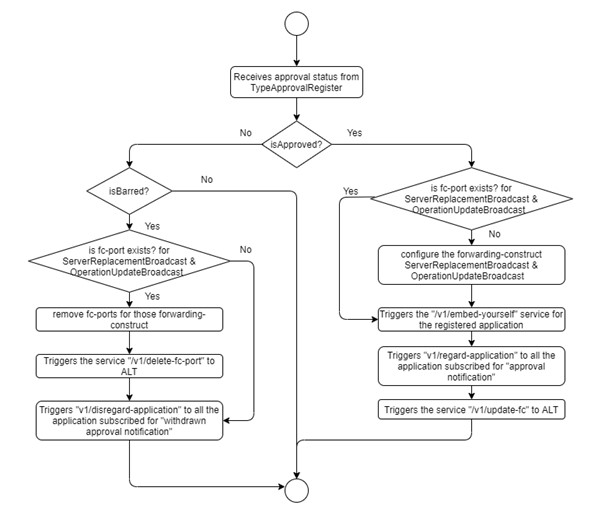 Receives approval status from
TypeApprovalRegister
No
isApproved?
Yes
isBarred?
No
Yes
is fc-port exists? for
ServerReplacementBroadcast &
OperationUpdateBroadcast
Yes
No
is fc-port exists? for
ServerReplacementBroadcast &
OperationUpdateBroadcast
No
Yes
configure the forwarding-construct
ServerReplacementBroadcast &
OperationUpdateBroadcast
remove fc-ports for those forwarding-
construct
Triggers the "/v1/embed-yourself" service for
the registered application
Triggers the service "/v1/delete-fc-port" to
ALT
Triggers "v1/regard-application" to all the
application subscribed for "approval
notification"
Triggers "v1/disregard-application" to all the
application subscribed for "withdrawn
approval notification"
Triggers the service "/v1/update-fc" to ALT